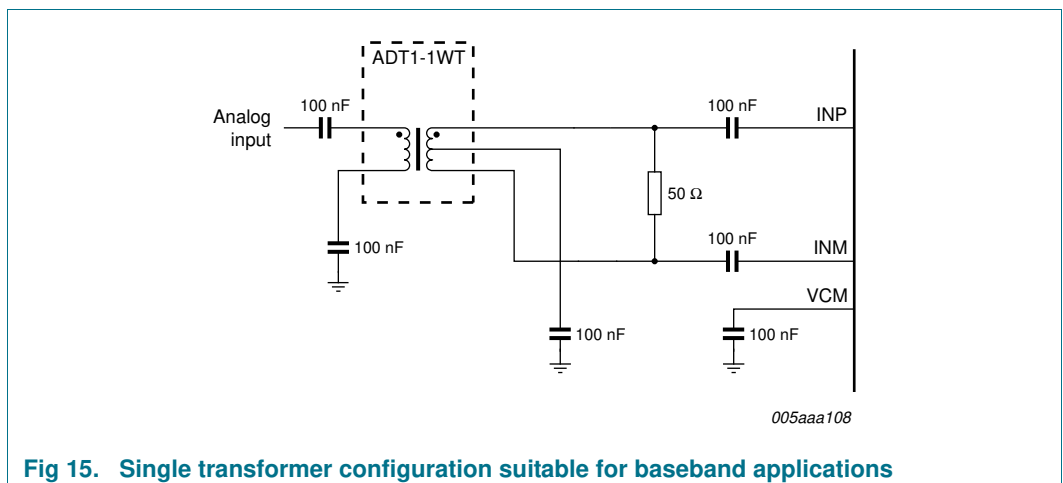 ADT1-1WT
Analog
input
100 nF
100 nF
INP
50 Ω
100 nF
100 nF
INM
VCM
100 nF
100 nF
005aaa108
Fig 15. Single transformer configuration suitable for baseband applications